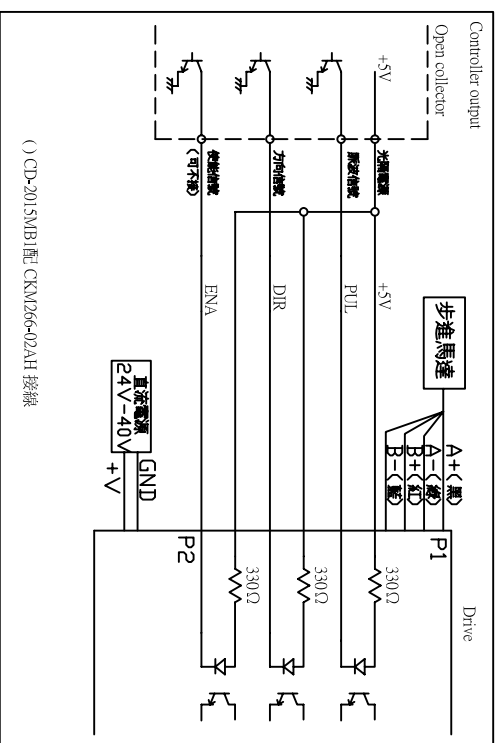 Controller output
Open collector
+5V
光隔電源
脈波信號
方向信號
使能信號
(可不接)
+5V
PUL
DIR
ENA
步進馬達
A+(黑)
A-(綠)
B+(紅)
B-(藍)
P1
Drive
330Ω
330Ω
330Ω
P2
直流電源
24V-40V
GND
+V
() CD-2015MB1配 CKM266-02AH 接線